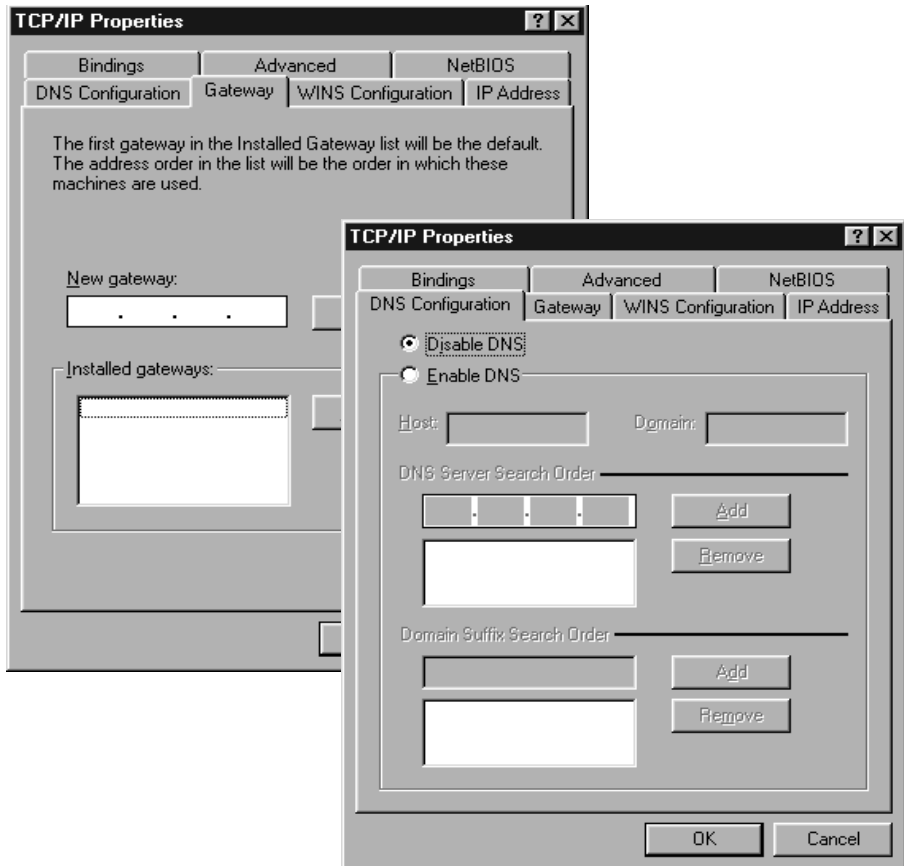 TCP/IP Properties
Bindings
Advanced
NetBIOS
DNS Configuration
Gateway
WINS Configuration
IP Address
The first gateway in the Installed Gateway list will be the default.
The address order in the list will be the order in which these
machines are used.
New gateway:
. . .
Installed gateways:
TCP/IP Properties
Bindings
Advanced
NetBIOS
DNS Configuration
Gateway
WINS Configuration
IP Address
Disable DNS
Enable DNS
Host:
Domain:
DNS Server Search Order
. . .
Add
Remove
Domain Suffix Search Order
Add
Remove
OK
Cancel